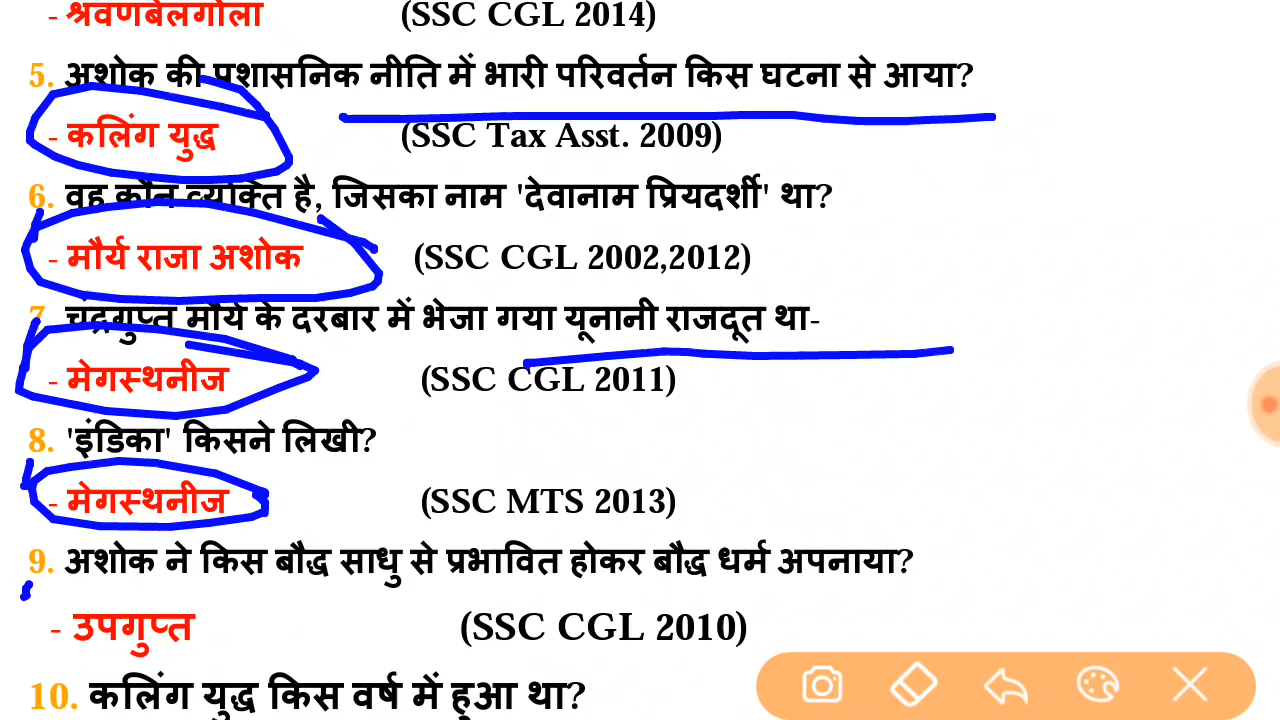 - श्रवणबेलगोला (SSC CGL 2014)
5. अशोक की प्रशासनिक नीति में भारी परिवर्तन किस घटना से आया?
- कलिंग युद्ध (SSC Tax Asst. 2009)
6. वह कौन व्यक्ति है, जिसका नाम 'देवानाम प्रियदर्शी' था?
- मौर्य राजा अशोक (SSC CGL 2002,2012)
7. चंद्रगुप्त मौर्य के दरबार में भेजा गया यूनानी राजदूत था-
- मेगस्थनीज (SSC CGL 2011)
8. 'इंडिका' किसने लिखी?
- मेगस्थनीज (SSC MTS 2013)
9. अशोक ने किस बौद्ध साधु से प्रभावित होकर बौद्ध धर्म अपनाया?
- उपगुप्त (SSC CGL 2010)
10. कलिंग युद्ध किस वर्ष में हुआ था?